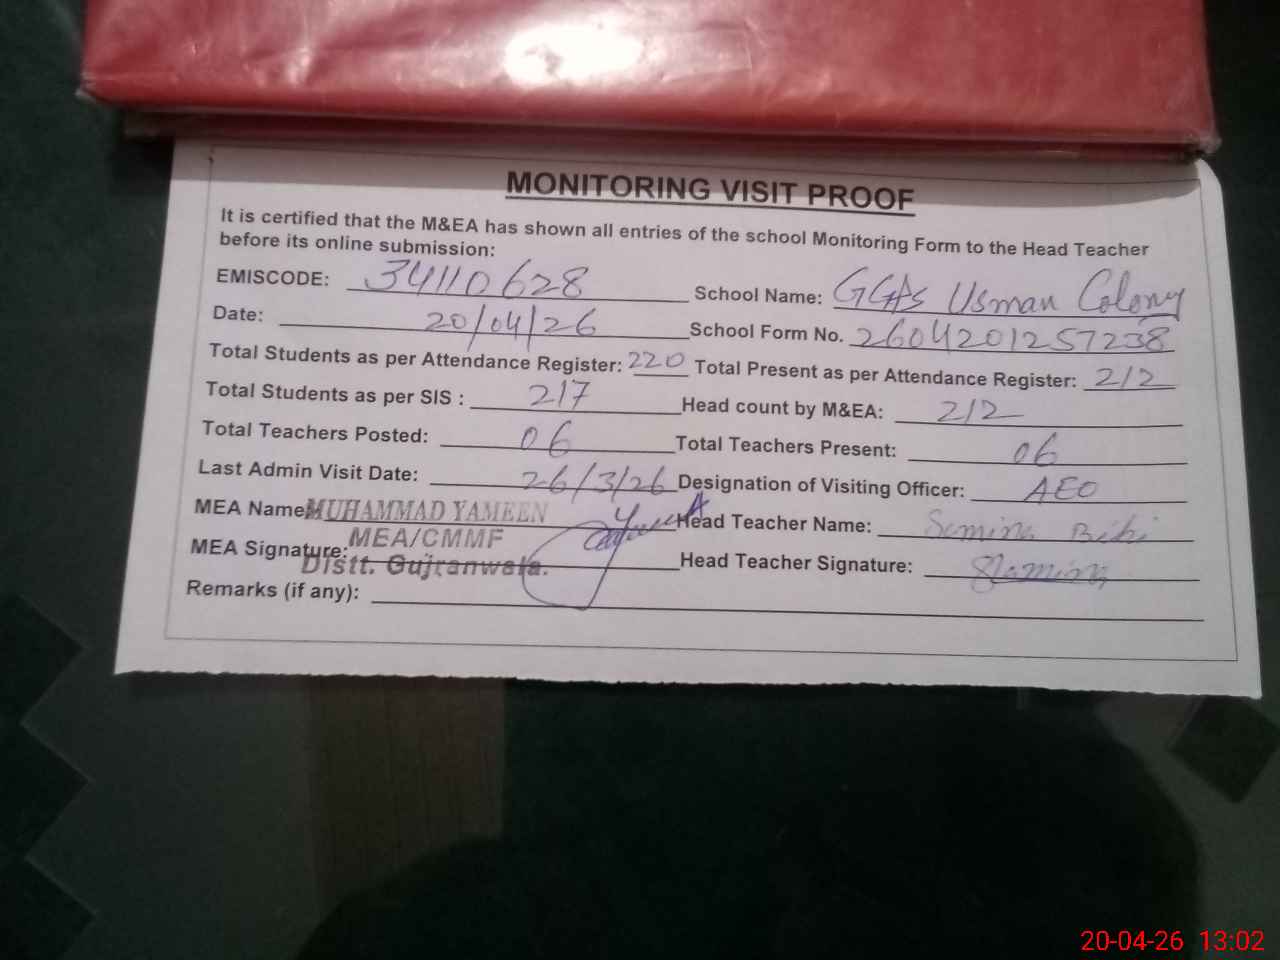 MONITORING VISIT PROOF
It is certified that the M&EA has shown all entries of the school Monitoring Form to the Head Teacher
before its online submission:
EMISCODE: 34110628 School Name: GGPS Usman Colony
Date: 20/04/26 School Form No. 260420125 7238
Total Students as per Attendance Register: 220 Total Present as per Attendance Register: 212
Total Students as per SIS : 217 Head count by M&EA: 212
Total Teachers Posted: 06 Total Teachers Present: 06
Last Admin Visit Date: 26/3/26 Designation of Visiting Officer: AEO
MEA Name: MUHAMMAD YAMEEN Head Teacher Name: Samina Bibi
MEA/CMMF
MEA Signature: Distt. Gujranwala. Head Teacher Signature: Samina
Remarks (if any):
20-04-26 13:02